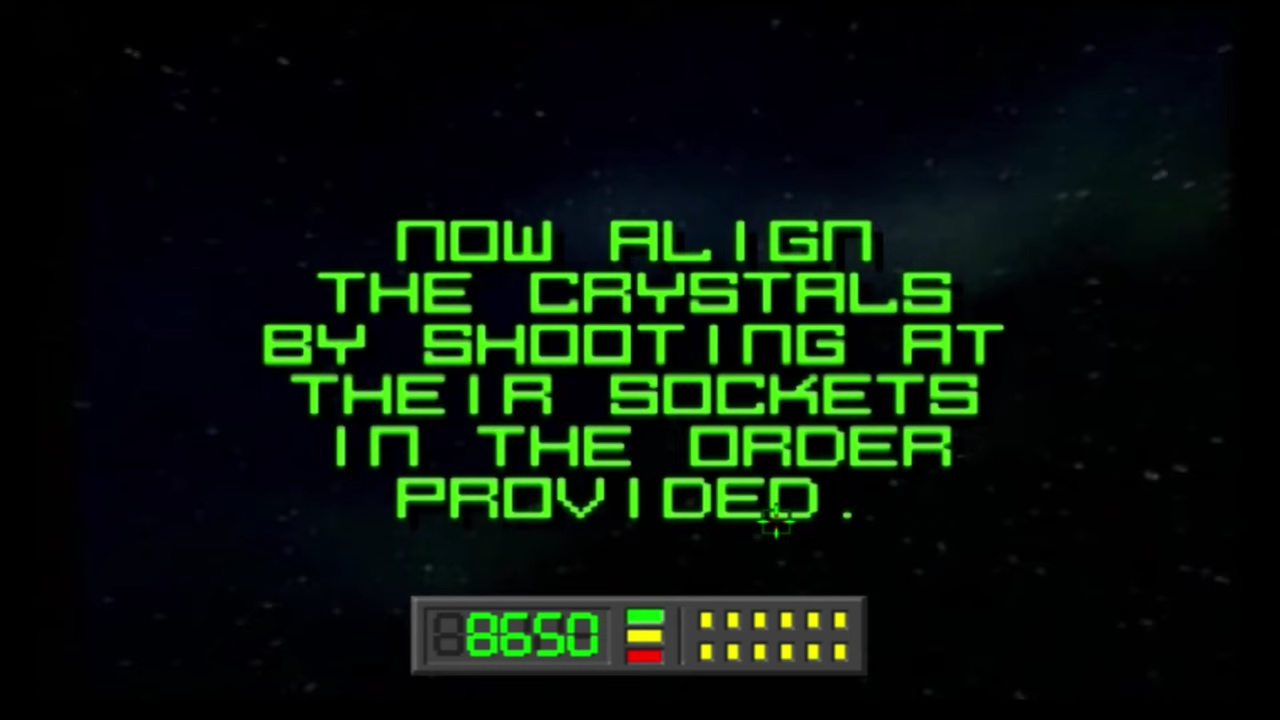 NOW ALIGN
THE CRYSTALS
BY SHOOTING AT
THEIR SOCKETS
IN THE ORDER
PROVIDED.
8650